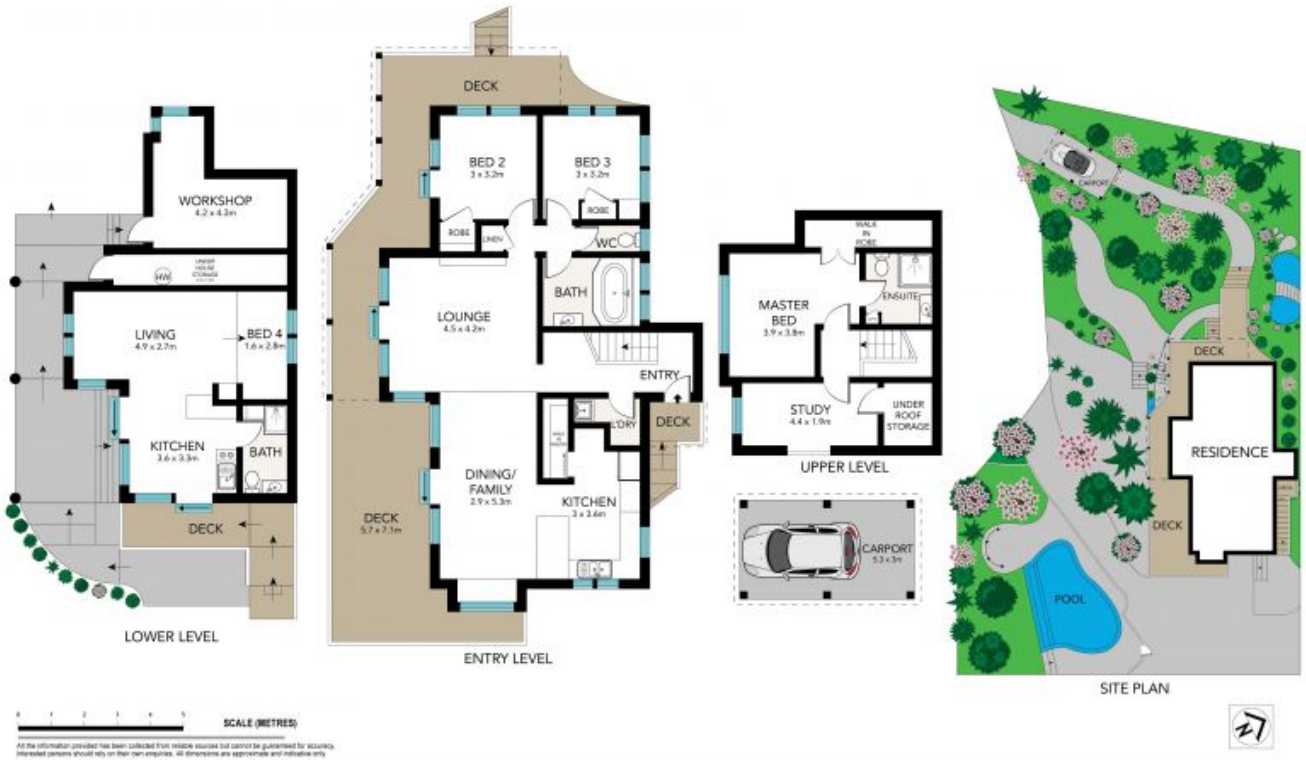 WORKSHOP
4.2 x 4.3m
UNDER
HOUSE
STORAGE
HW
LIVING
4.9 x 2.7m
BED 4
1.6 x 2.8m
KITCHEN
3.6 x 3.3m
BATH
DECK
LOWER LEVEL
DECK
BED 2
3 x 3.2m
BED 3
3 x 3.2m
ROBE
ROBE
LINEN
WC
BATH
LOUNGE
4.5 x 4.2m
ENTRY
L'DRY
DECK
DINING/
FAMILY
2.9 x 5.3m
KITCHEN
3 x 3.6m
DECK
5.7 x 7.1m
ENTRY LEVEL
WALK
IN
ROBE
MASTER
BED
3.9 x 3.8m
ENSUITE
STUDY
4.4 x 1.9m
UNDER
ROOF
STORAGE
UPPER LEVEL
CARPORT
5.3 x 3m
CARPORT
DECK
RESIDENCE
DECK
DECK
POOL
SITE PLAN
0 1 2 3 4 5
SCALE (METRES)
All the information provided has been collected from reliable sources but cannot be guaranteed for accuracy.
Interested persons should rely on their own enquiries. All dimensions are approximate and indicative only.
N